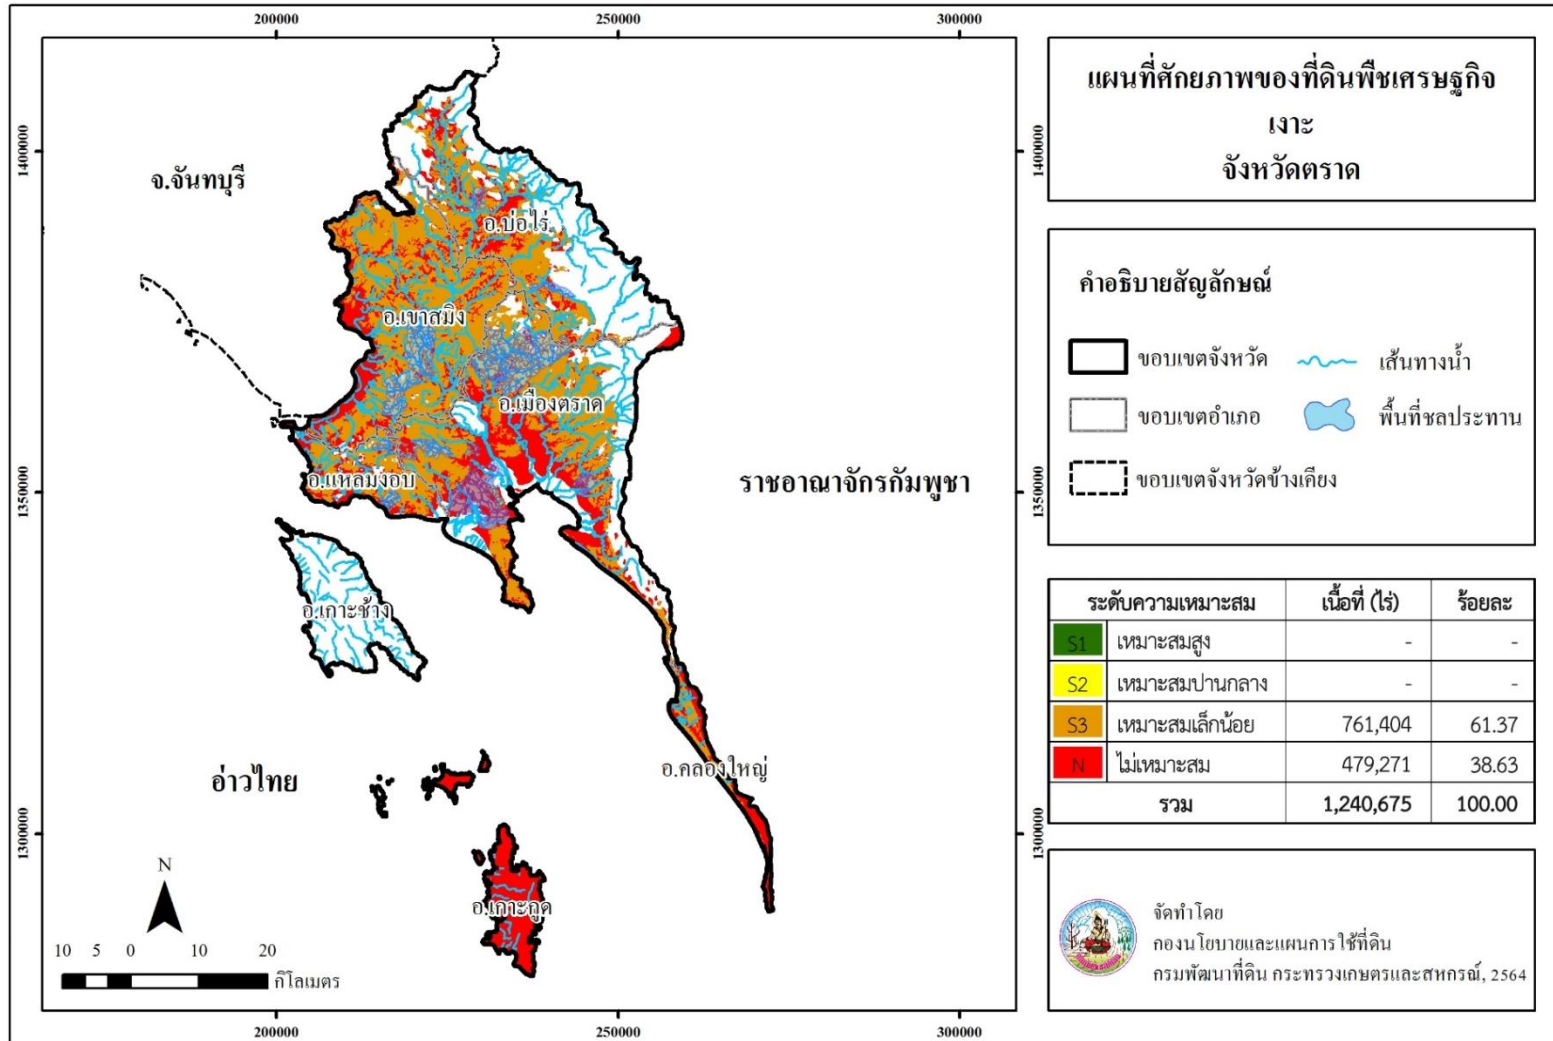 200000
250000
300000
1400000
1400000
1350000
1350000
1300000
1300000
จ.จันทบุรี
อ.บ่อไร่
อ.เขาสมิง
อ.เมืองตราด
อ.แหลมงอบ
ราชอาณาจักรกัมพูชา
อ.เกาะช้าง
อ่าวไทย
อ.คลองใหญ่
อ.เกาะกูด
N
10 5 0 10 20
กิโลเมตร
200000
250000
300000
แผนที่ศักยภาพของที่ดินพืชเศรษฐกิจ
เงาะ
จังหวัดตราด
คำอธิบายสัญลักษณ์
ขอบเขตจังหวัด เส้นทางน้ำ
ขอบเขตอำเภอ พื้นที่ชลประทาน
ขอบเขตจังหวัดข้างเคียง
ระดับความเหมาะสม เนื้อที่ (ไร่) ร้อยละ
S1 เหมาะสมสูง - -
S2 เหมาะสมปานกลาง - -
S3 เหมาะสมเล็กน้อย 761,404 61.37
N ไม่เหมาะสม 479,271 38.63
รวม 1,240,675 100.00
จัดทำโดย
กองนโยบายและแผนการใช้ที่ดิน
กรมพัฒนาที่ดิน กระทรวงเกษตรและสหกรณ์, 2564